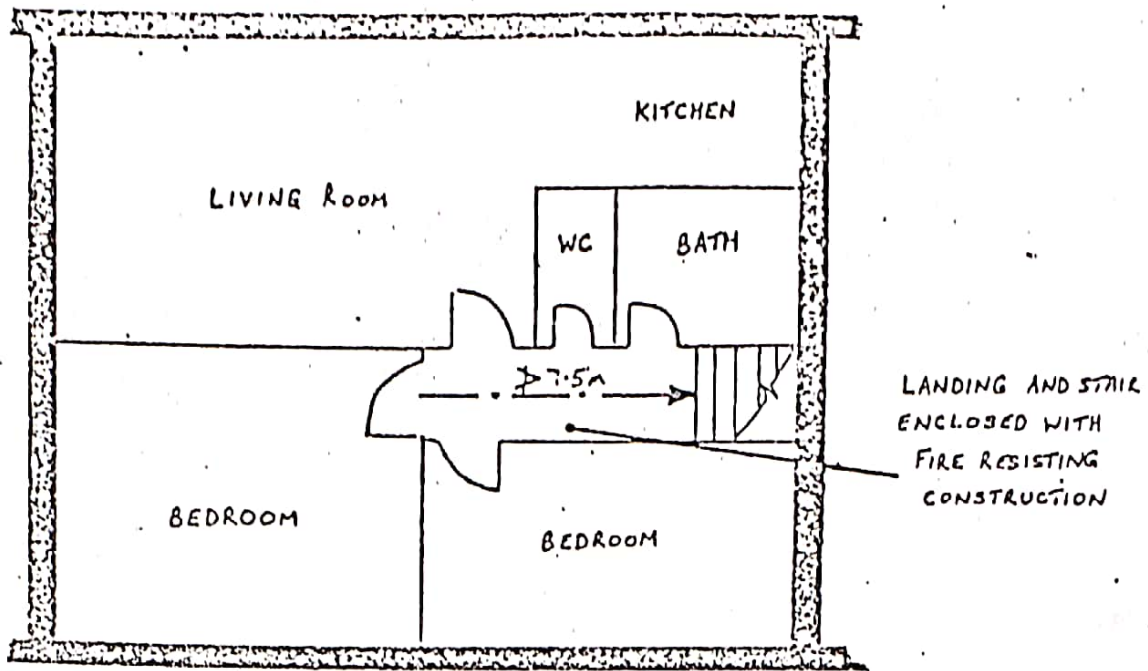 KITCHEN
LIVING ROOM
WC
BATH
≯ 7.5m
LANDING AND STAIR
ENCLOSED WITH
FIRE RESISTING
CONSTRUCTION
BEDROOM
BEDROOM